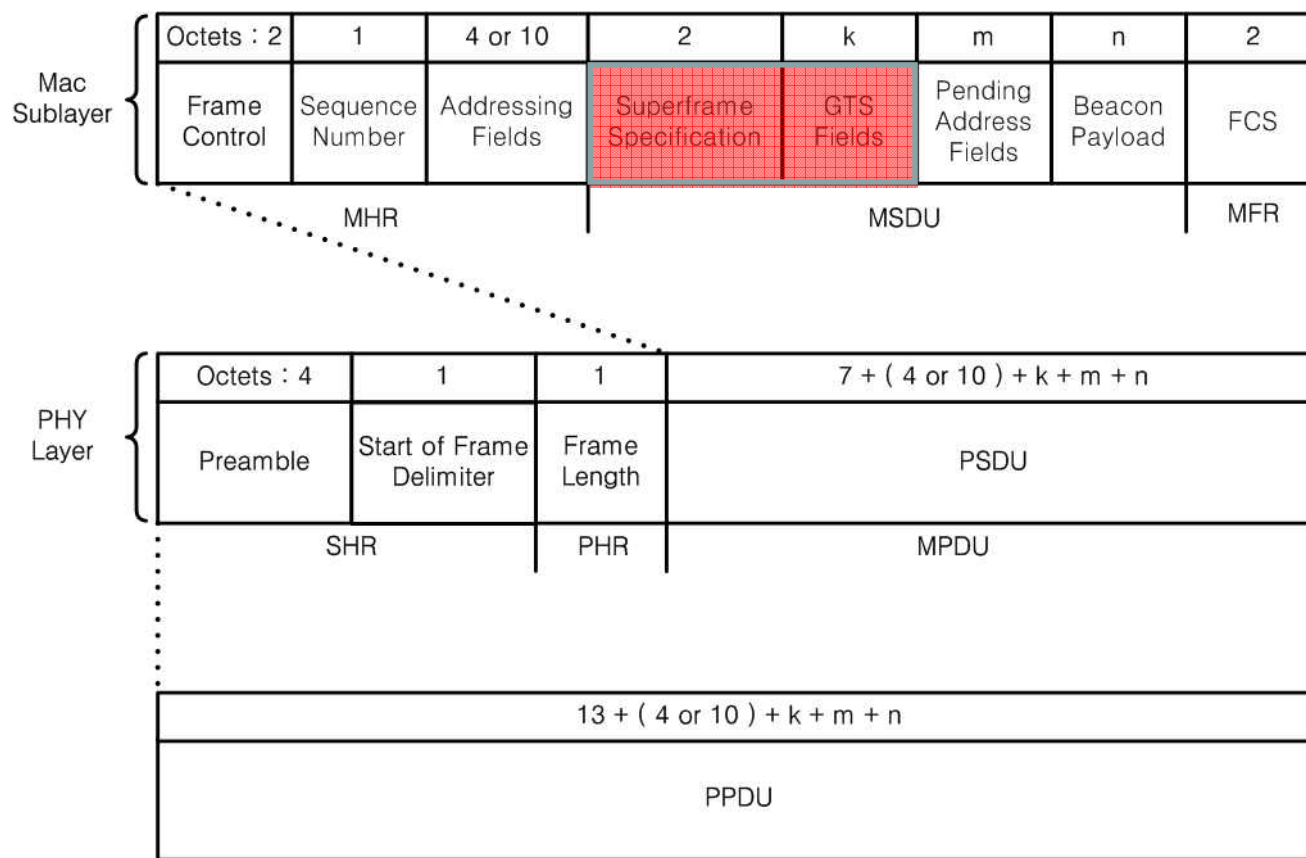 Octets : 2 1 4 or 10 2 k m n 2
Mac
Sublayer
Frame
Control
Sequence
Number
Addressing
Fields
Superframe
Specification
GTS
Fields
Pending
Address
Fields
Beacon
Payload
FCS
MHR MSDU MFR
Octets : 4 1 1 7 + ( 4 or 10 ) + k + m + n
PHY
Layer
Preamble
Start of Frame
Delimiter
Frame
Length
PSDU
SHR PHR MPDU
13 + ( 4 or 10 ) + k + m + n
PPDU